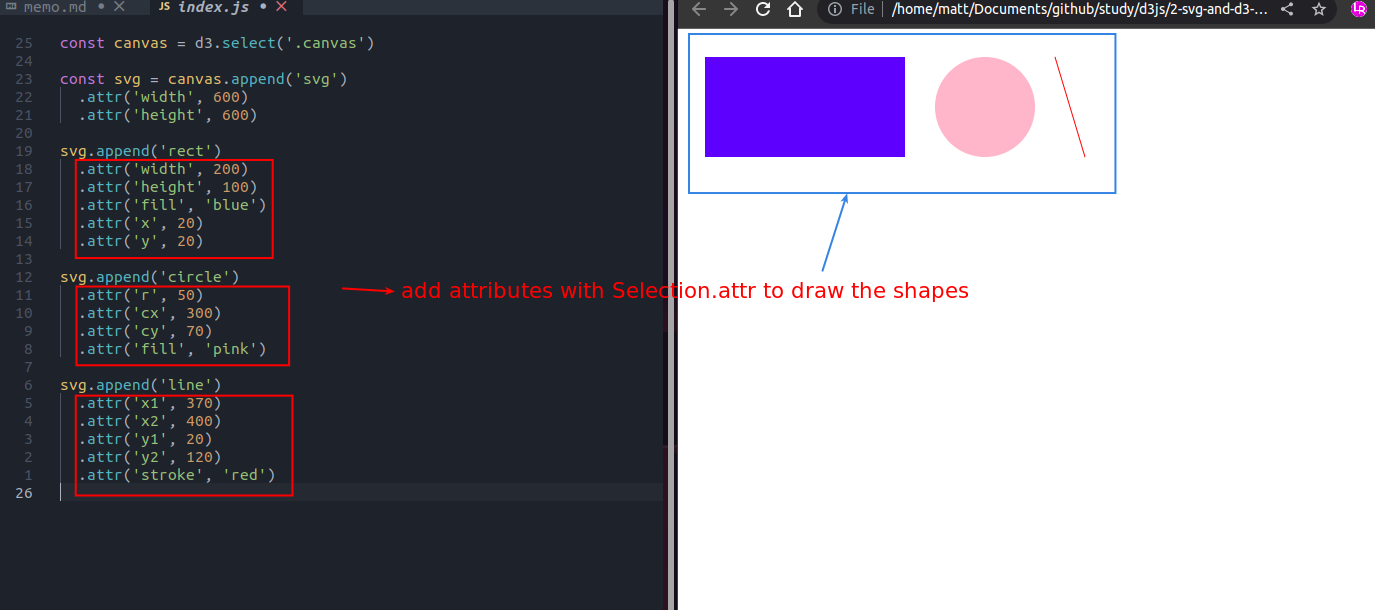 memo.md
JS index.js
File | /home/matt/Documents/github/study/d3js/2-svg-and-d3-...
LR
25 const canvas = d3.select('.canvas')
24
23 const svg = canvas.append('svg')
22 .attr('width', 600)
21 .attr('height', 600)
20
19 svg.append('rect')
18 .attr('width', 200)
17 .attr('height', 100)
16 .attr('fill', 'blue')
15 .attr('x', 20)
14 .attr('y', 20)
13
12 svg.append('circle')
11 .attr('r', 50)
10 .attr('cx', 300)
9 .attr('cy', 70)
8 .attr('fill', 'pink')
7
6 svg.append('line')
5 .attr('x1', 370)
4 .attr('x2', 400)
3 .attr('y1', 20)
2 .attr('y2', 120)
1 .attr('stroke', 'red')
26
add attributes with Selection.attr to draw the shapes